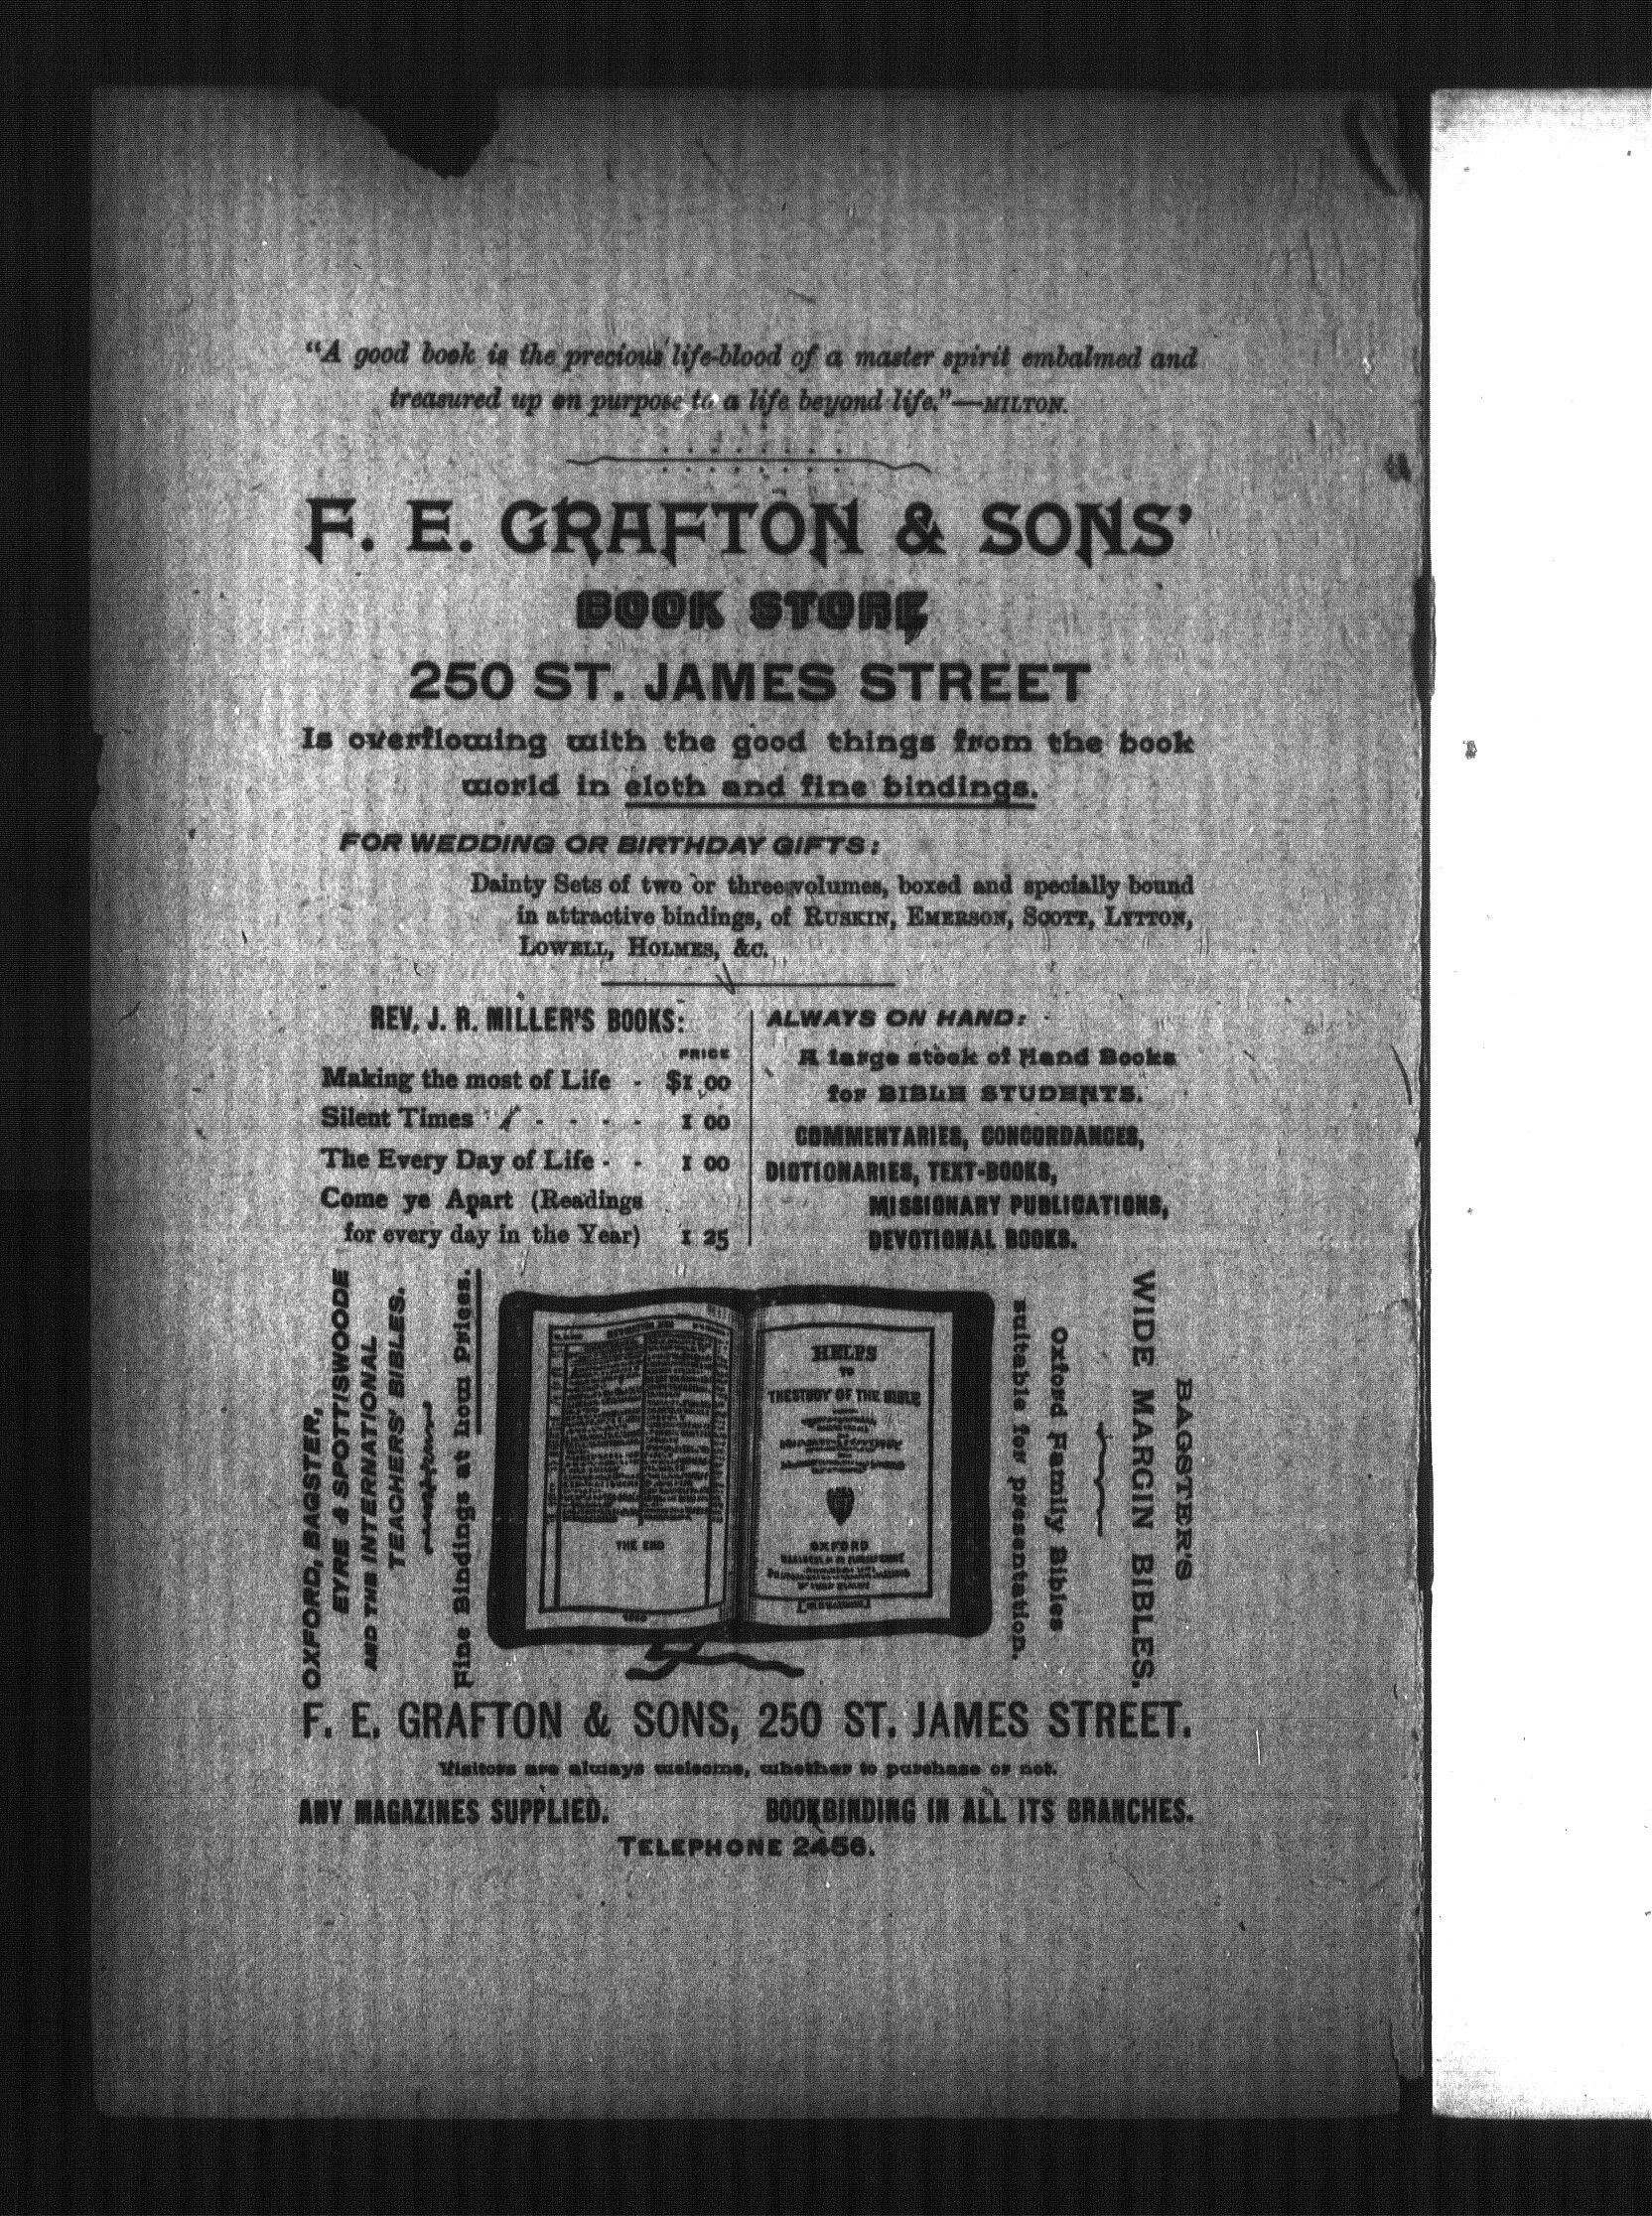 "A good book is the precious life-blood of a master spirit embalmed and
treasured up on purpose to a life beyond life."—MILTON.
F. E. GRAFTON & SONS'
BOOK STORE
250 ST. JAMES STREET
Is overflowing with the good things from the book
world in cloth and fine bindings.
FOR WEDDING OR BIRTHDAY GIFTS:
Dainty Sets of two or three volumes, boxed and specially bound
in attractive bindings, of RUSKIN, EMERSON, SCOTT, LYTTON,
LOWELL, HOLMES, &C.
REV. J. R. MILLER'S BOOKS:
PRICE
Making the most of Life - $1 00
Silent Times - - - - 1 00
The Every Day of Life - - 1 00
Come ye Apart (Readings
for every day in the Year) 1 25
ALWAYS ON HAND:
A large stock of Hand Books
for BIBLE STUDENTS.
COMMENTARIES, CONCORDANCES,
DICTIONARIES, TEXT-BOOKS,
MISSIONARY PUBLICATIONS,
DEVOTIONAL BOOKS.
OXFORD, BAGSTER,
EYRE & SPOTTISWOODE
AND THE INTERNATIONAL
TEACHERS' BIBLES.
Fine Bindings at Low Prices.
THE END
HELPS
TO
THE STUDY OF THE BIBLE
OXFORD
BAGSTER'S
WIDE MARGIN BIBLES.
Oxford Family Bibles
suitable for presentation.
F. E. GRAFTON & SONS, 250 ST. JAMES STREET.
Visitors are always welcome, whether to purchase or not.
ANY MAGAZINES SUPPLIED. BOOKBINDING IN ALL ITS BRANCHES.
TELEPHONE 2456.